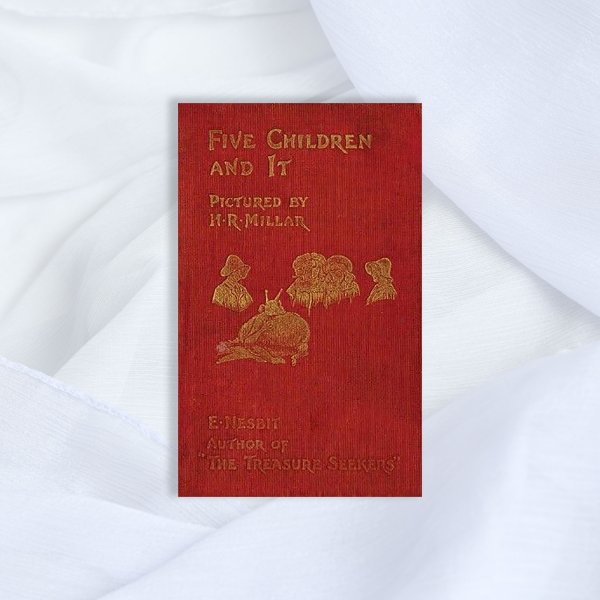 Five Children
and It
Pictured by
H·R·Millar
E·Nesbit
Author of
"The Treasure Seekers"